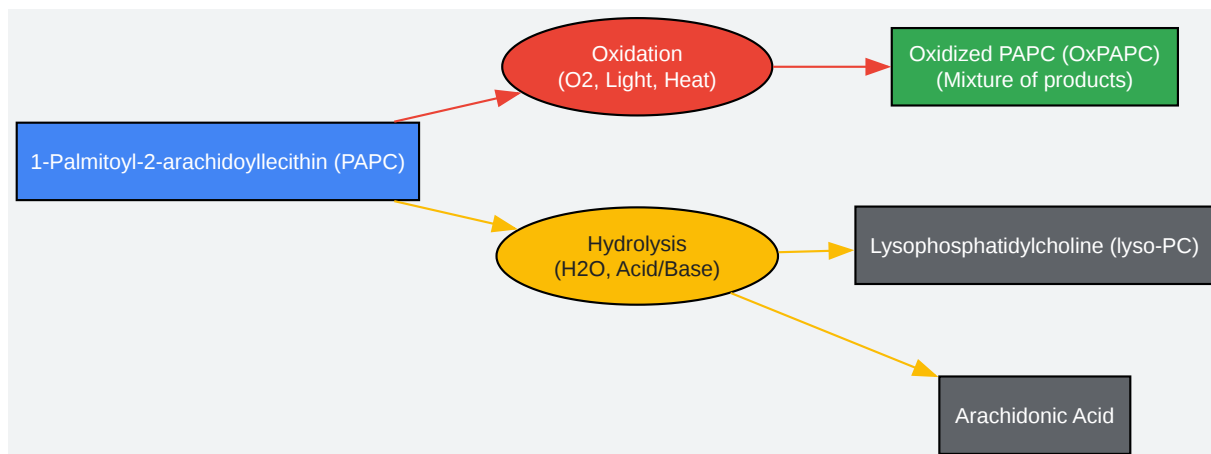 Oxidation
(O2, Light, Heat)
Oxidized PAPC (OxPAPC)
(Mixture of products)
1-Palmitoyl-2-arachidoyllecithin (PAPC)
Hydrolysis
(H2O, Acid/Base)
Lysophosphatidylcholine (lyso-PC)
Arachidonic Acid